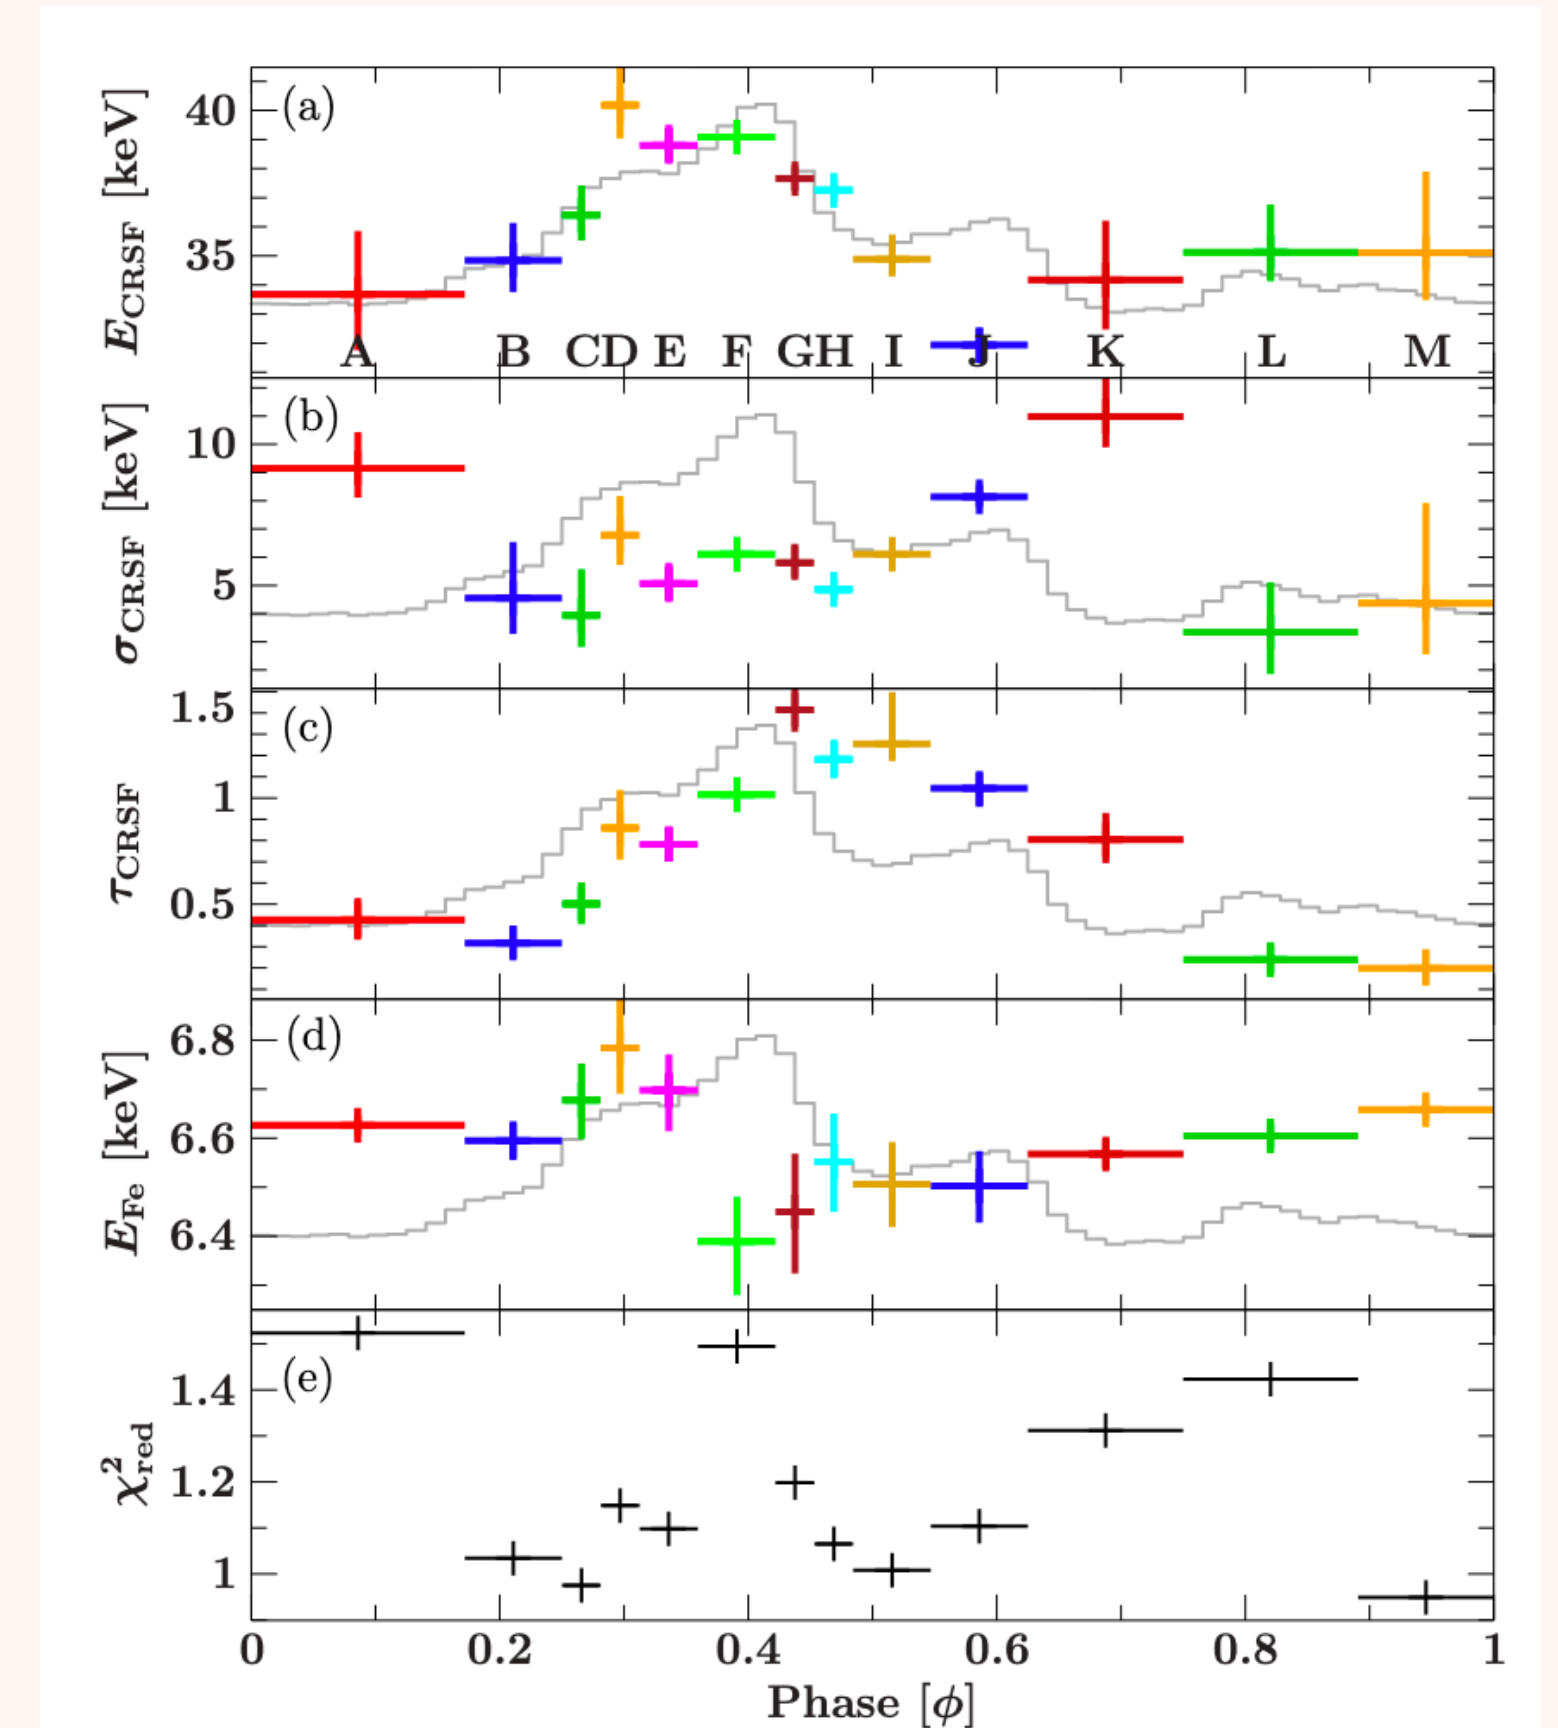 (a)
40
35
E_CRSF [keV]
A B C D E F G H I J K L M
(b)
10
5
σ_CRSF [keV]
(c)
1.5
1
0.5
τ_CRSF
(d)
6.8
6.6
6.4
E_Fe [keV]
(e)
1.4
1.2
1
χ²_red
0 0.2 0.4 0.6 0.8 1
Phase [ϕ]